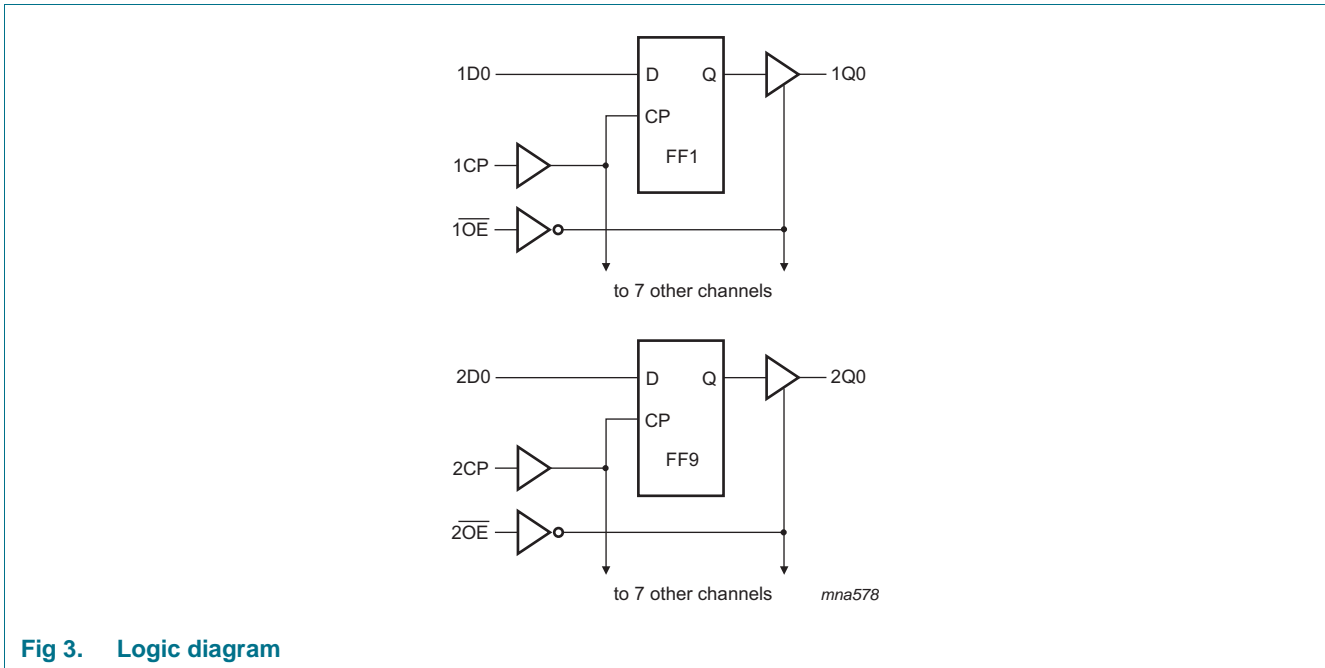 1D0
D
Q
1Q0
CP
1CP
FF1
1OE
to 7 other channels
2D0
D
Q
2Q0
CP
2CP
FF9
2OE
to 7 other channels
mna578
Fig 3. Logic diagram